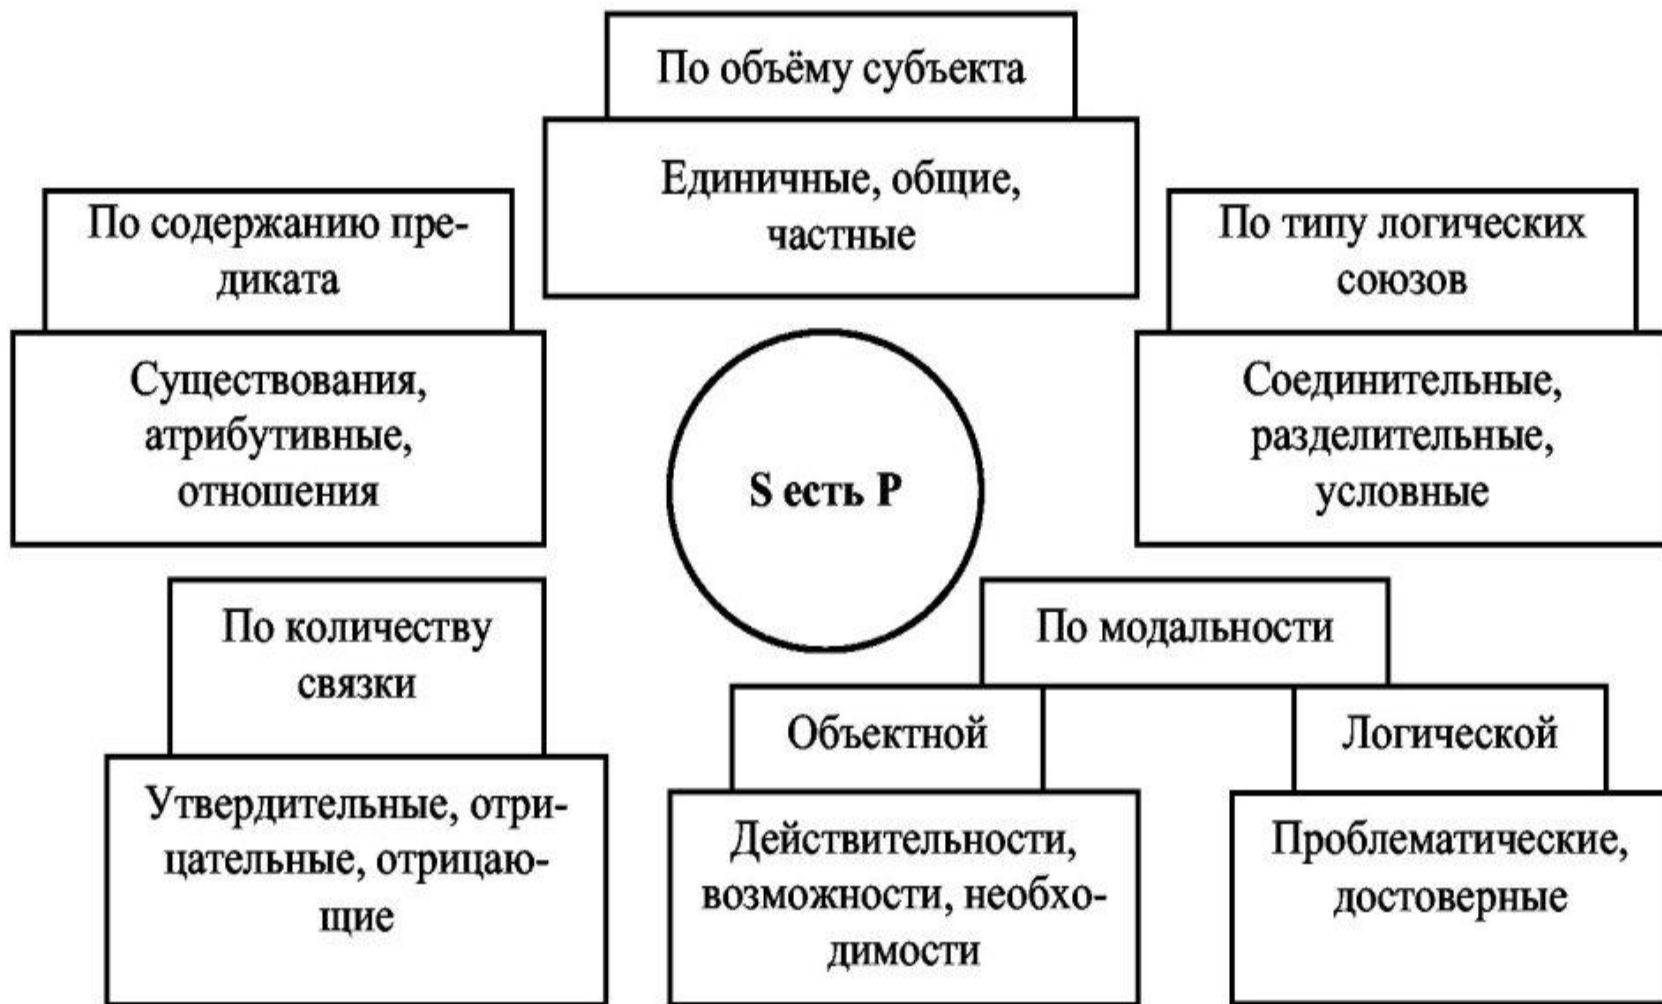 По объёму субъекта
Единичные, общие,
частные
По содержанию пре-
диката
Существования,
атрибутивные,
отношения
По типу логических
союзов
Соединительные,
разделительные,
условные
S есть P
По количеству
связки
Утвердительные, отри-
цательные, отрицаю-
щие
По модальности
Объектной
Действительности,
возможности, необхо-
димости
Логической
Проблематические,
достоверные